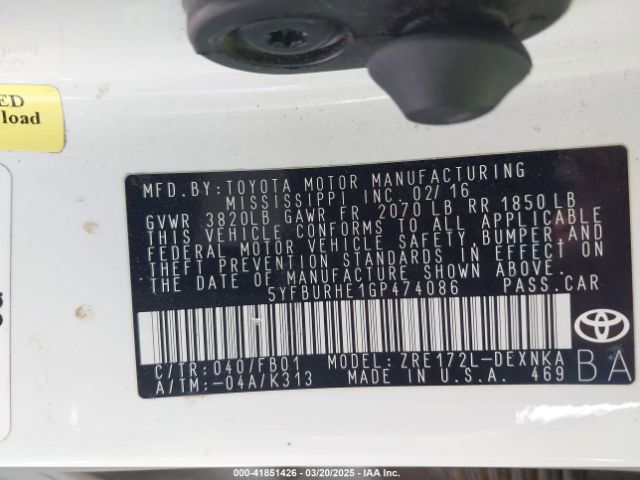 ED
load
MFD.BY: TOYOTA MOTOR MANUFACTURING
MISSISSIPPI, INC. 02/16
GVWR 3820LB GAWR FR 2070 LB RR 1850 LB
THIS VEHICLE CONFORMS TO ALL APPLICABLE
FEDERAL MOTOR VEHICLE SAFETY, BUMPER, AND
THEFT PREVENTION STANDARDS IN EFFECT ON
THE DATE OF MANUFACTURE SHOWN ABOVE.
5YFBURHE1GP474086 PASS.CAR
C/TR: 040/FB01 MODEL: ZRE172L-DEXNKA
A/TM:-04A/K313 MADE IN U.S.A. 469
TOYOTA
BA
000-41851426 - 03/20/2025 - IAA Inc.